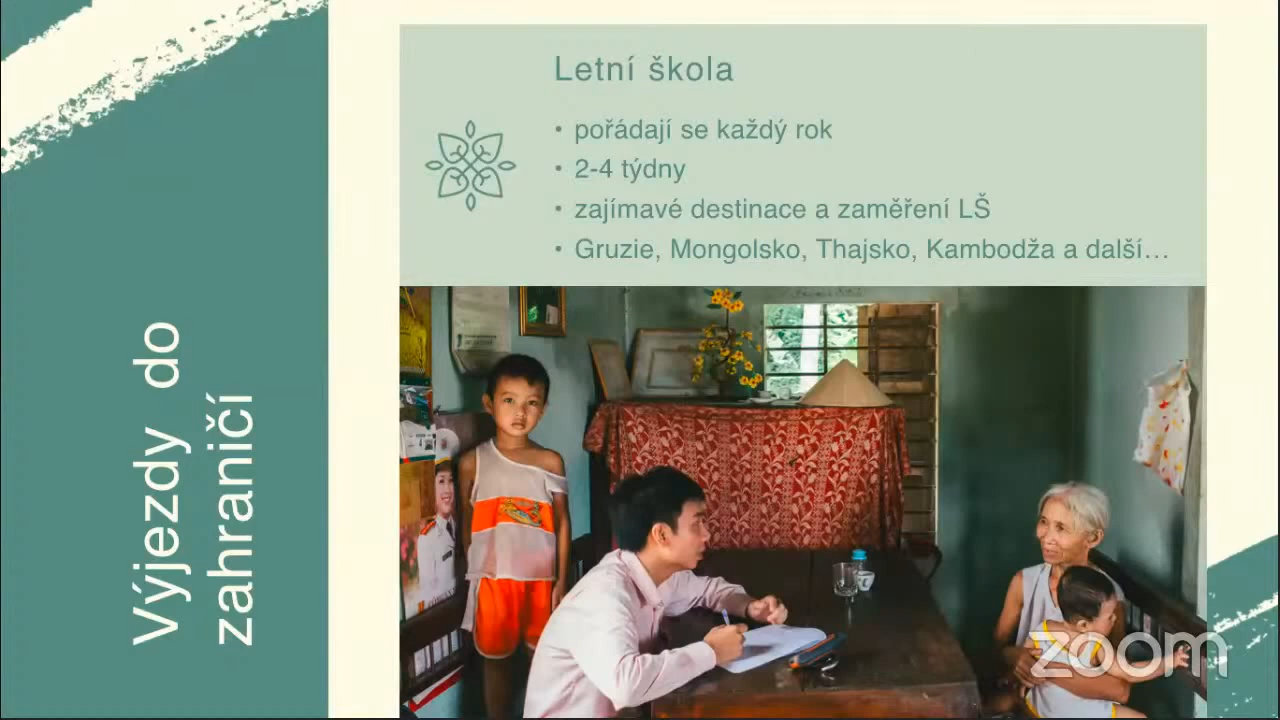 Výjezdy do
zahraničí
Letní škola
• pořádají se každý rok
• 2-4 týdny
• zajímavé destinace a zaměření LŠ
• Gruzie, Mongolsko, Thajsko, Kambodža a další…
zoom